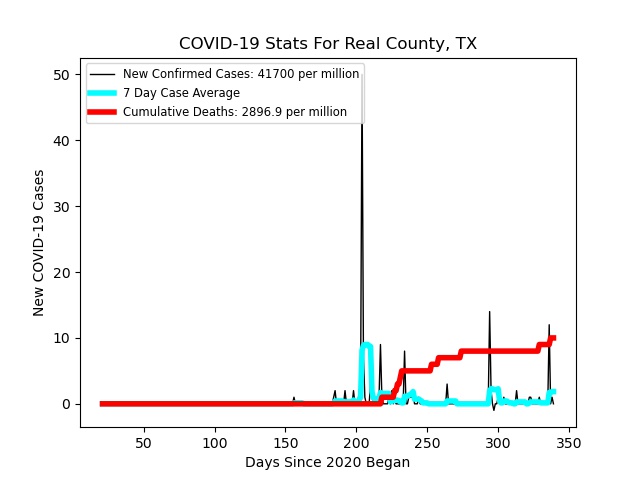 COVID-19 Stats For Real County, TX
New Confirmed Cases: 41700 per million
7 Day Case Average
Cumulative Deaths: 2896.9 per million
New COVID-19 Cases
50
40
30
20
10
0
50 100 150 200 250 300 350
Days Since 2020 Began